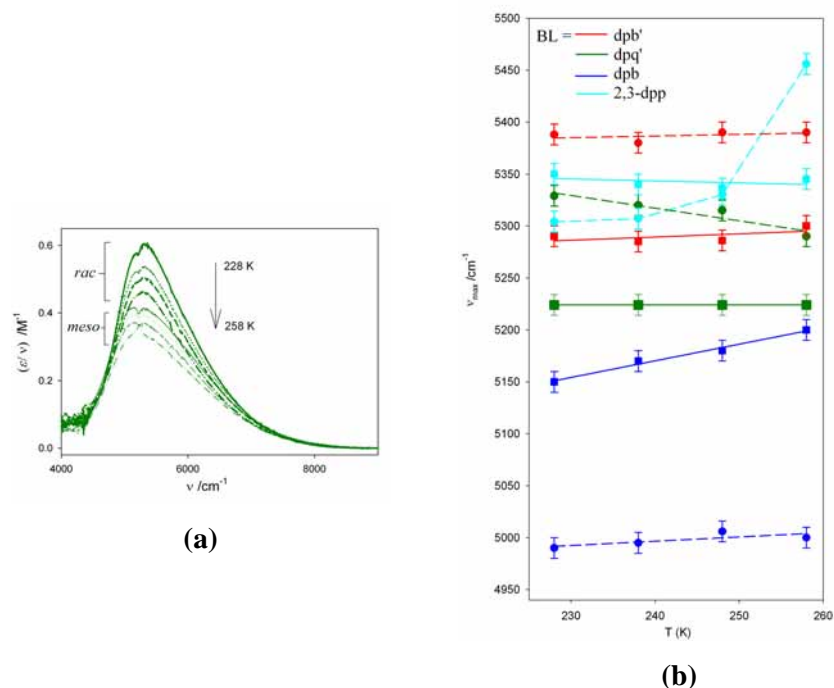 (ε/ν) /M⁻¹
0.6
0.4
0.2
0.0
rac
meso
228 K
258 K
4000 6000 8000
ν /cm⁻¹
(a)
BL = dpb'
dpq'
dpb
2,3-dpp
ν_max /cm⁻¹
5500
5450
5400
5350
5300
5250
5200
5150
5100
5050
5000
4950
230 240 250 260
T (K)
(b)